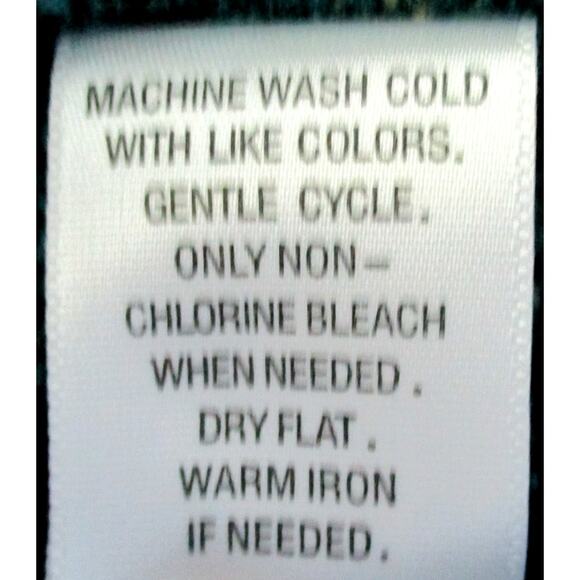 MACHINE WASH COLD
WITH LIKE COLORS.
GENTLE CYCLE.
ONLY NON-
CHLORINE BLEACH
WHEN NEEDED.
DRY FLAT.
WARM IRON
IF NEEDED.